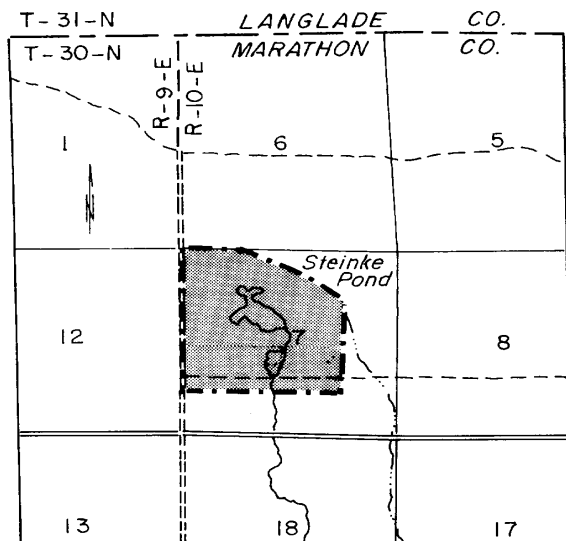 T-31-N LANGLADE CO.
T-30-N MARATHON CO.
R-9-E
R-10-E
1 6 5
N
Steinke
Pond
12 7 8
13 18 17